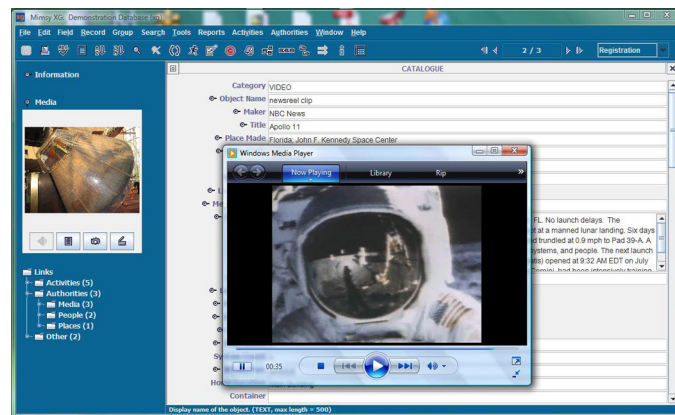 Mimsy XG: Demonstration Database (xg)
File Edit Field Record Group Search Tools Reports Activities Authorities Window Help
2 / 3
Registration
Information
CATALOGUE
Category VIDEO
Object Name newsreel clip
Media
Maker NBC News
Title Apollo 11
Place Made Florida; John F. Kennedy Space Center
Windows Media Player
Now Playing Library Rip »
FL. No launch delays. The
at a manned lunar landing. Six days
d trundled at 0.9 mph to Pad 39-A. A
ystems, and people. The next launch
opened at 9:32 AM EDT on July
Gemini, had been intensively training
Links
Activities (5)
Authorities (3)
Media (3)
People (2)
Places (1)
Other (2)
00:35
Container
Display name of the object. (TEXT, max length = 500)